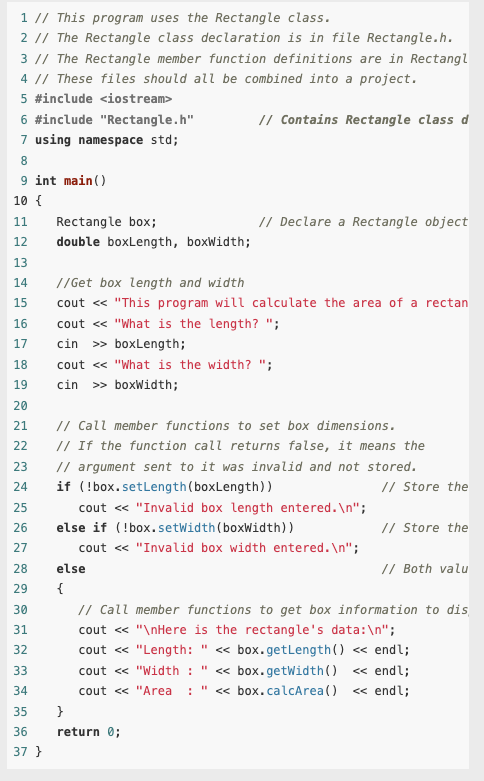 1 // This program uses the Rectangle class.
2 // The Rectangle class declaration is in file Rectangle.h.
3 // The Rectangle member function definitions are in Rectangl
4 // These files should all be combined into a project.
5 #include <iostream>
6 #include "Rectangle.h"         // Contains Rectangle class d
7 using namespace std;
8
9 int main()
10 {
11    Rectangle box;              // Declare a Rectangle object
12    double boxLength, boxWidth;
13
14    //Get box length and width
15    cout << "This program will calculate the area of a rectan
16    cout << "What is the length? ";
17    cin  >> boxLength;
18    cout << "What is the width? ";
19    cin  >> boxWidth;
20
21    // Call member functions to set box dimensions.
22    // If the function call returns false, it means the
23    // argument sent to it was invalid and not stored.
24    if (!box.setLength(boxLength))               // Store the
25       cout << "Invalid box length entered.\n";
26    else if (!box.setWidth(boxWidth))            // Store the
27       cout << "Invalid box width entered.\n";
28    else                                         // Both valu
29    {
30       // Call member functions to get box information to dis
31       cout << "\nHere is the rectangle's data:\n";
32       cout << "Length: " << box.getLength() << endl;
33       cout << "Width : " << box.getWidth()  << endl;
34       cout << "Area  : " << box.calcArea()  << endl;
35    }
36    return 0;
37 }